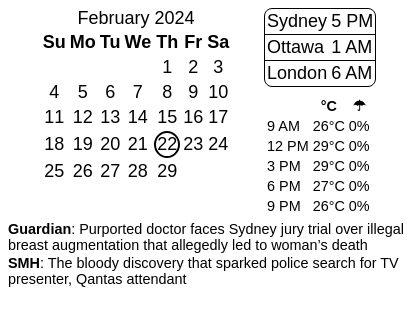 February 2024
Su Mo Tu We Th Fr Sa
1 2 3
4 5 6 7 8 9 10
11 12 13 14 15 16 17
18 19 20 21 22 23 24
25 26 27 28 29
Sydney 5 PM
Ottawa 1 AM
London 6 AM
°C ☂
9 AM 26°C 0%
12 PM 29°C 0%
3 PM 29°C 0%
6 PM 27°C 0%
9 PM 26°C 0%
Guardian: Purported doctor faces Sydney jury trial over illegal
breast augmentation that allegedly led to woman’s death
SMH: The bloody discovery that sparked police search for TV
presenter, Qantas attendant